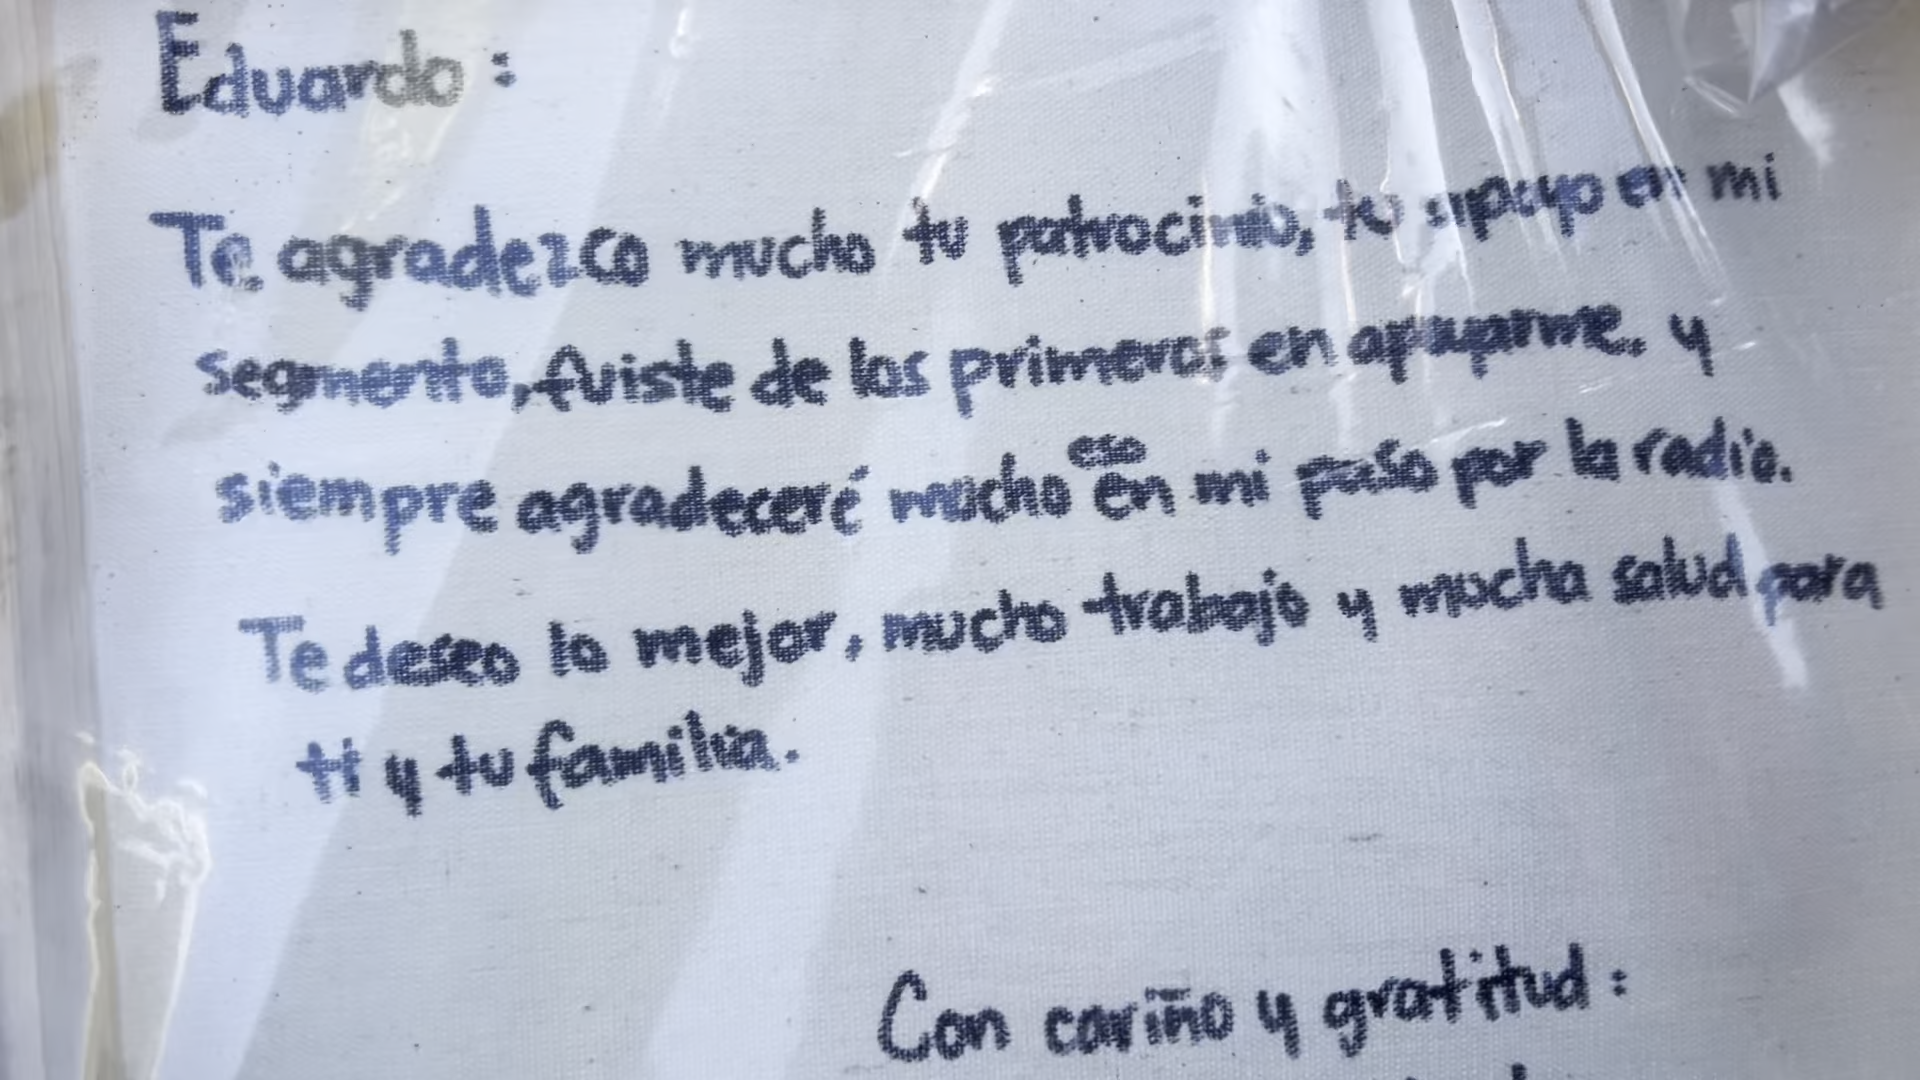 Eduardo:
Te agradezco mucho tu patrocinio, tu apoyo en mi
segmento, fuiste de los primeros en apoyarme, y
siempre agradeceré mucho eso en mi paso por la radio.
Te deseo lo mejor, mucho trabajo y mucha salud para
ti y tu familia.
Con cariño y gratitud: